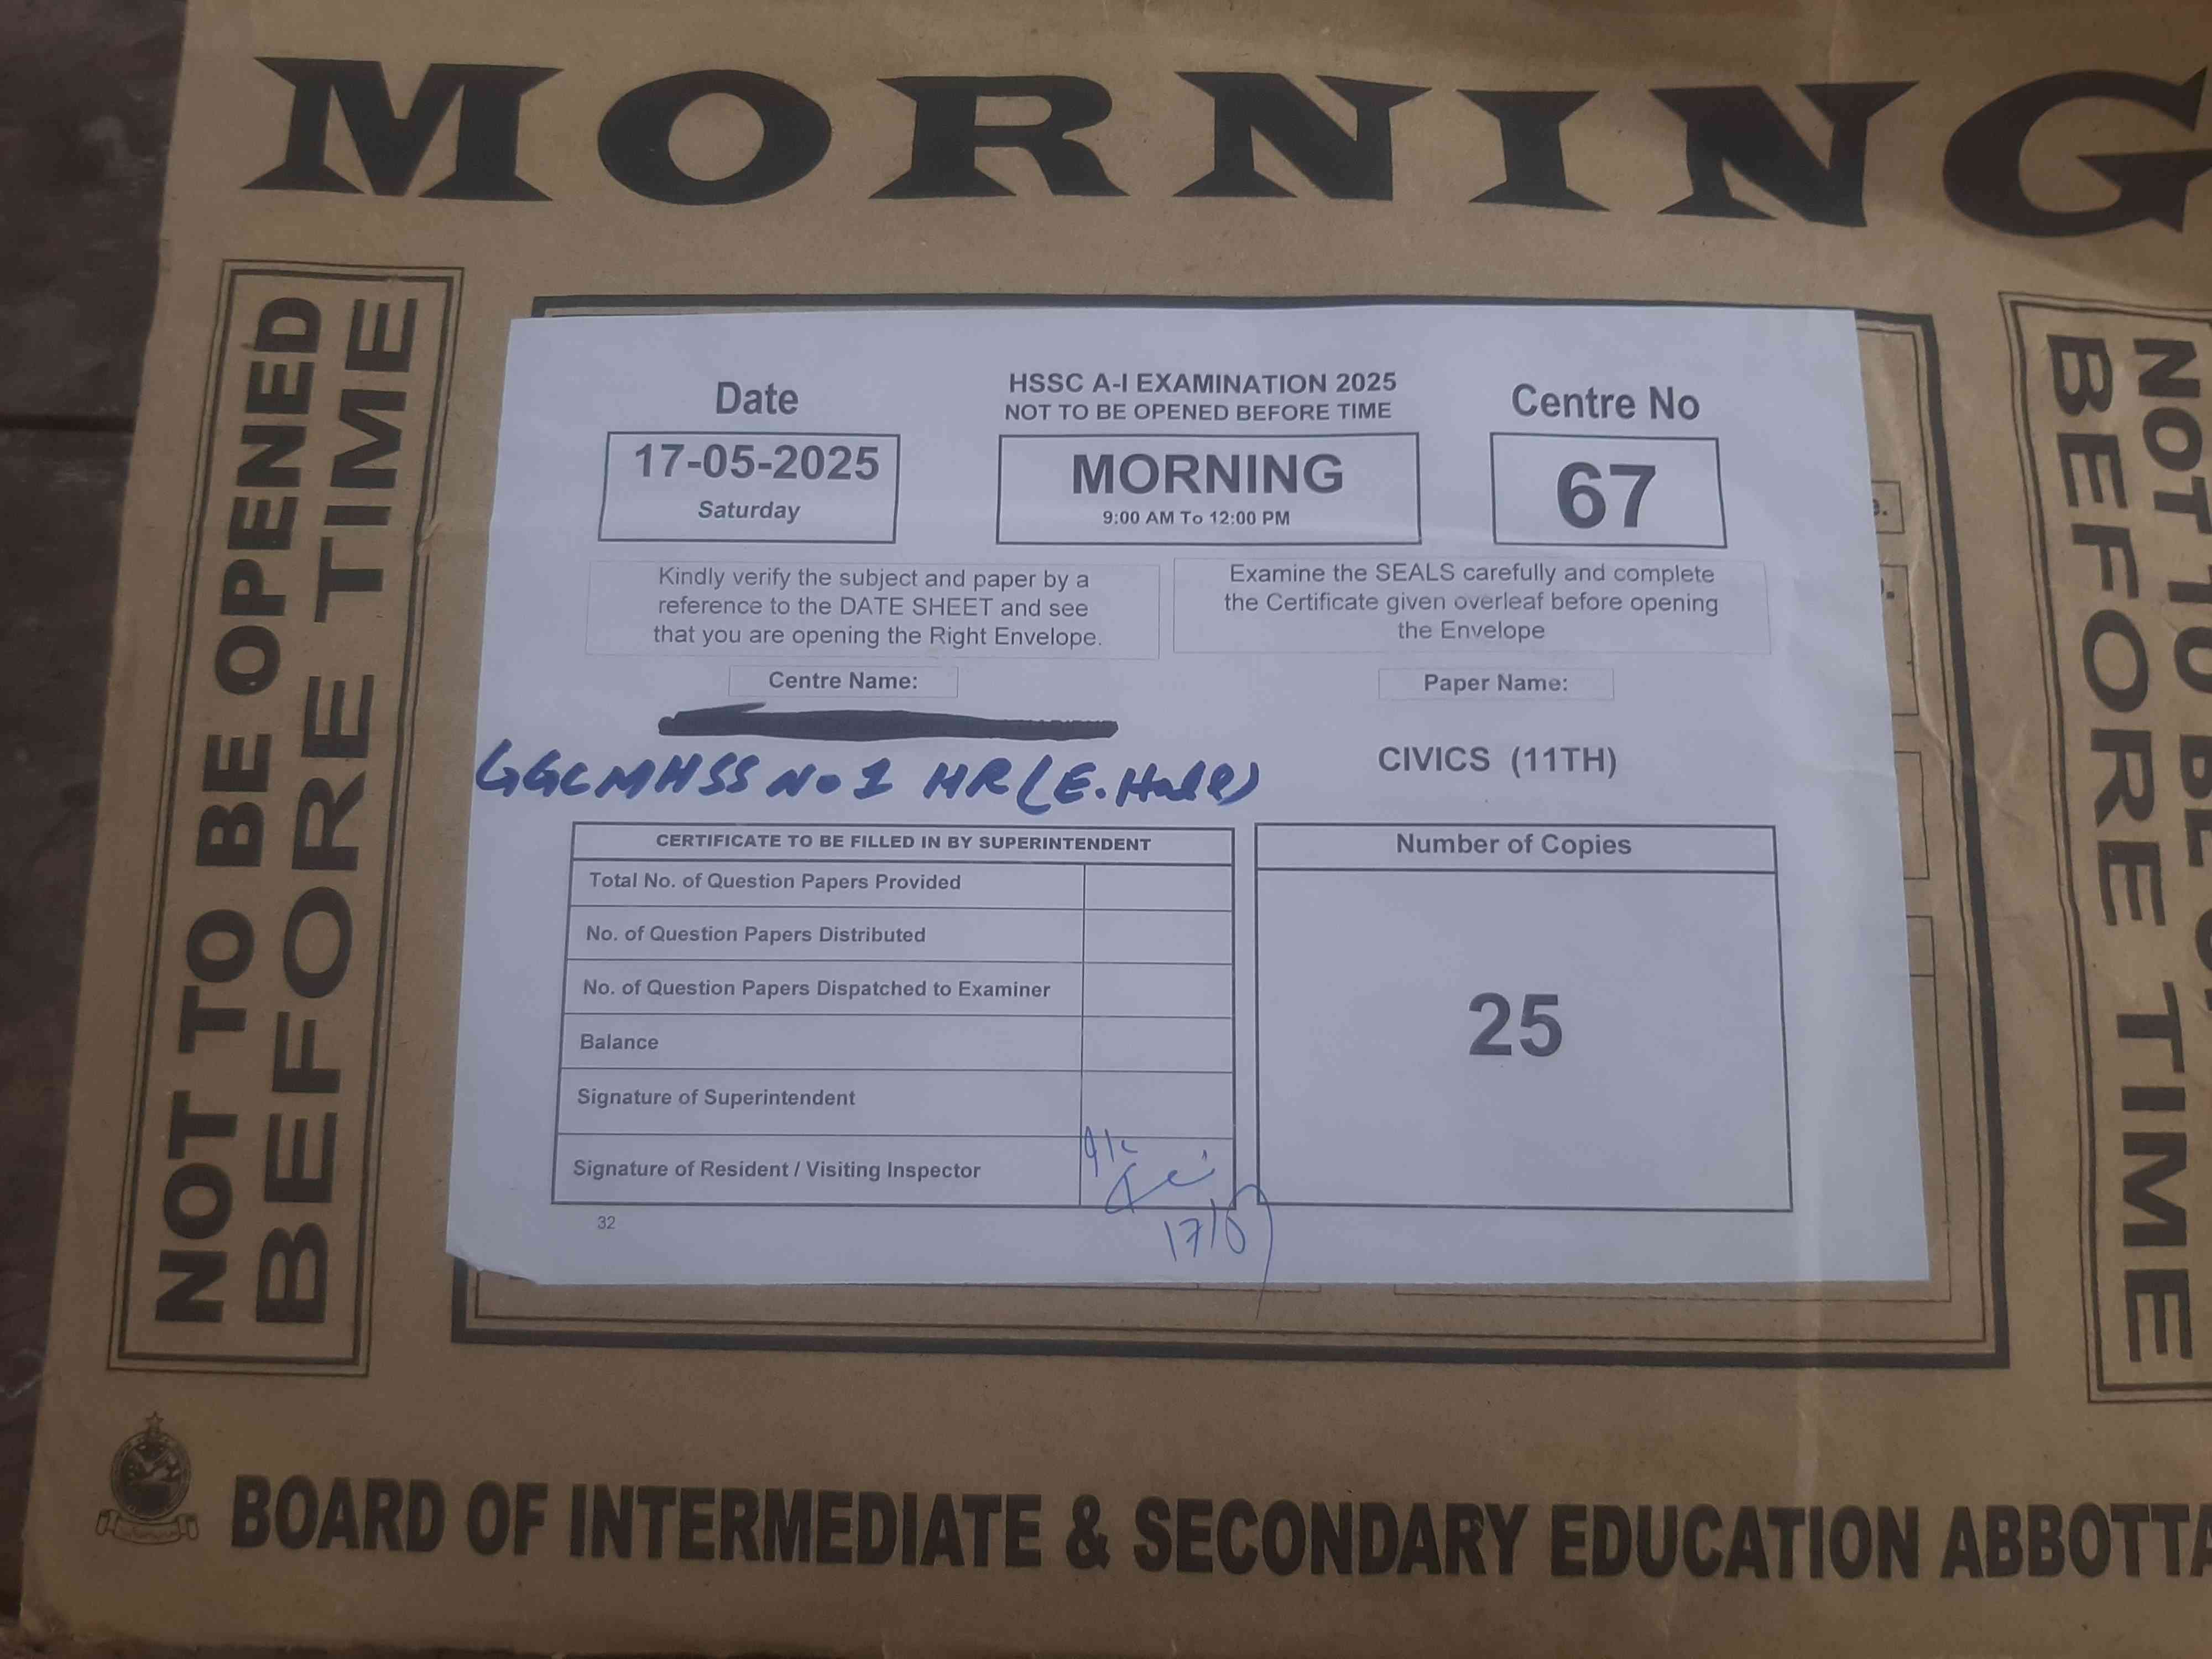 MORNING
NOT TO BE OPENED
BEFORE TIME
Date
17-05-2025
Saturday
HSSC A-I EXAMINATION 2025
NOT TO BE OPENED BEFORE TIME
MORNING
9:00 AM To 12:00 PM
Centre No
67
Kindly verify the subject and paper by a
reference to the DATE SHEET and see
that you are opening the Right Envelope.
Examine the SEALS carefully and complete
the Certificate given overleaf before opening
the Envelope
Centre Name:
GGCMHSS No 1 HR (E. Hall)
Paper Name:
CIVICS (11TH)
CERTIFICATE TO BE FILLED IN BY SUPERINTENDENT
Total No. of Question Papers Provided
No. of Question Papers Distributed
No. of Question Papers Dispatched to Examiner
Balance
Signature of Superintendent
Signature of Resident / Visiting Inspector
17/5
32
Number of Copies
25
NOT TO BE
BEFORE TIME
BOARD OF INTERMEDIATE & SECONDARY EDUCATION ABBOTTA